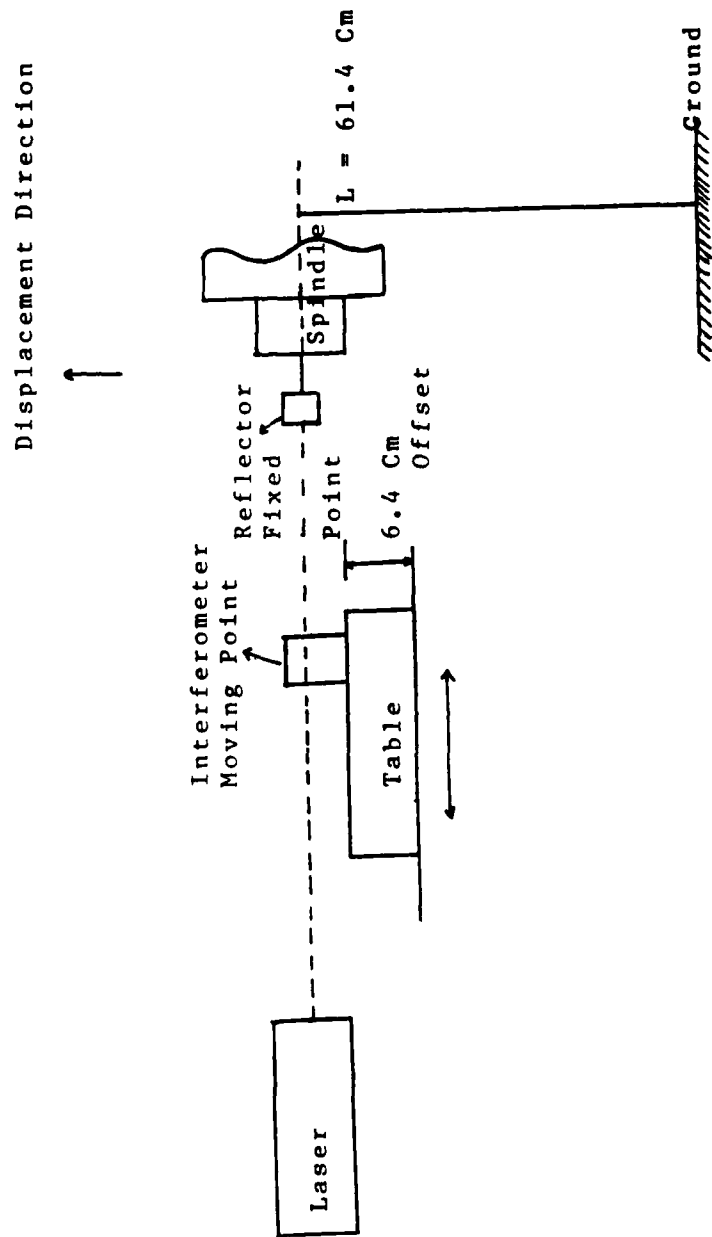 Displacement Direction
L = 61.4 Cm
Ground
Spindle
Reflector
Fixed
Point
6.4 Cm
Offset
Interferometer
Moving Point
Table
Laser